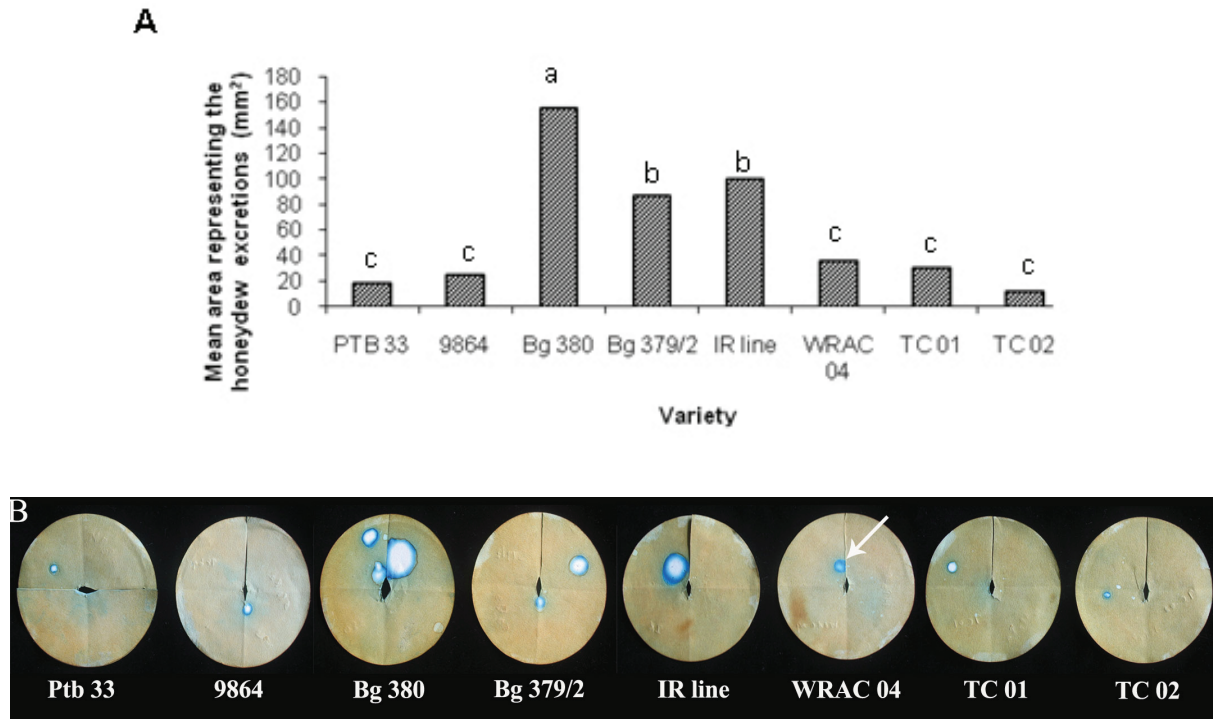 A
Mean area representing the
honeydew excretions (mm²)
180
160
140
120
100
80
60
40
20
0
a
b
b
c
c
c
c
c
PTB 33 9864 Bg 380 Bg 379/2 IR line WRAC TC 01 TC 02
04
Variety
B
Ptb 33 9864 Bg 380 Bg 379/2 IR line WRAC 04 TC 01 TC 02